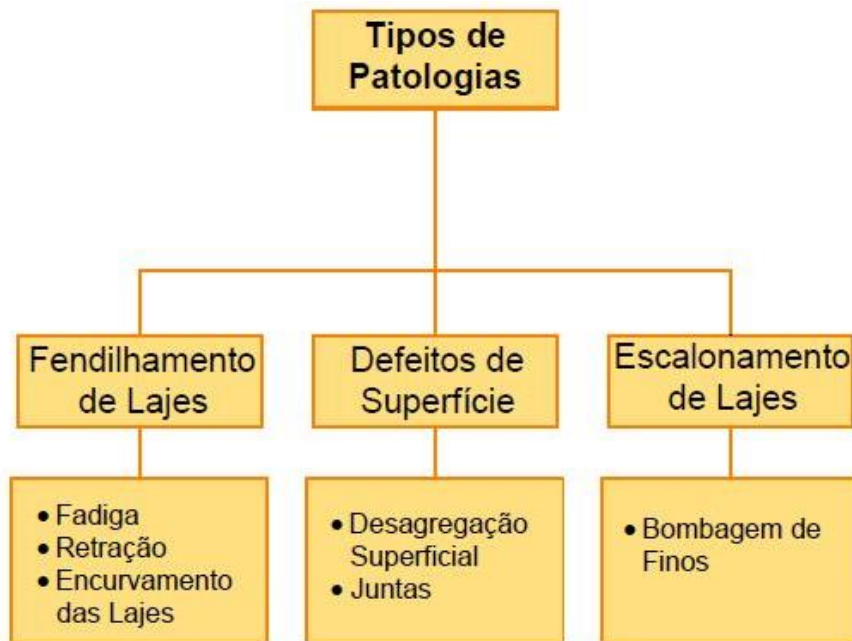 Tipos de
Patologias
Fendilhamento
de Lajes
Defeitos de
Superfície
Escalonamento
de Lajes
• Fadiga
• Retração
• Encurvamento
das Lajes
• Desagregação
Superficial
• Juntas
• Bombagem de
Finos